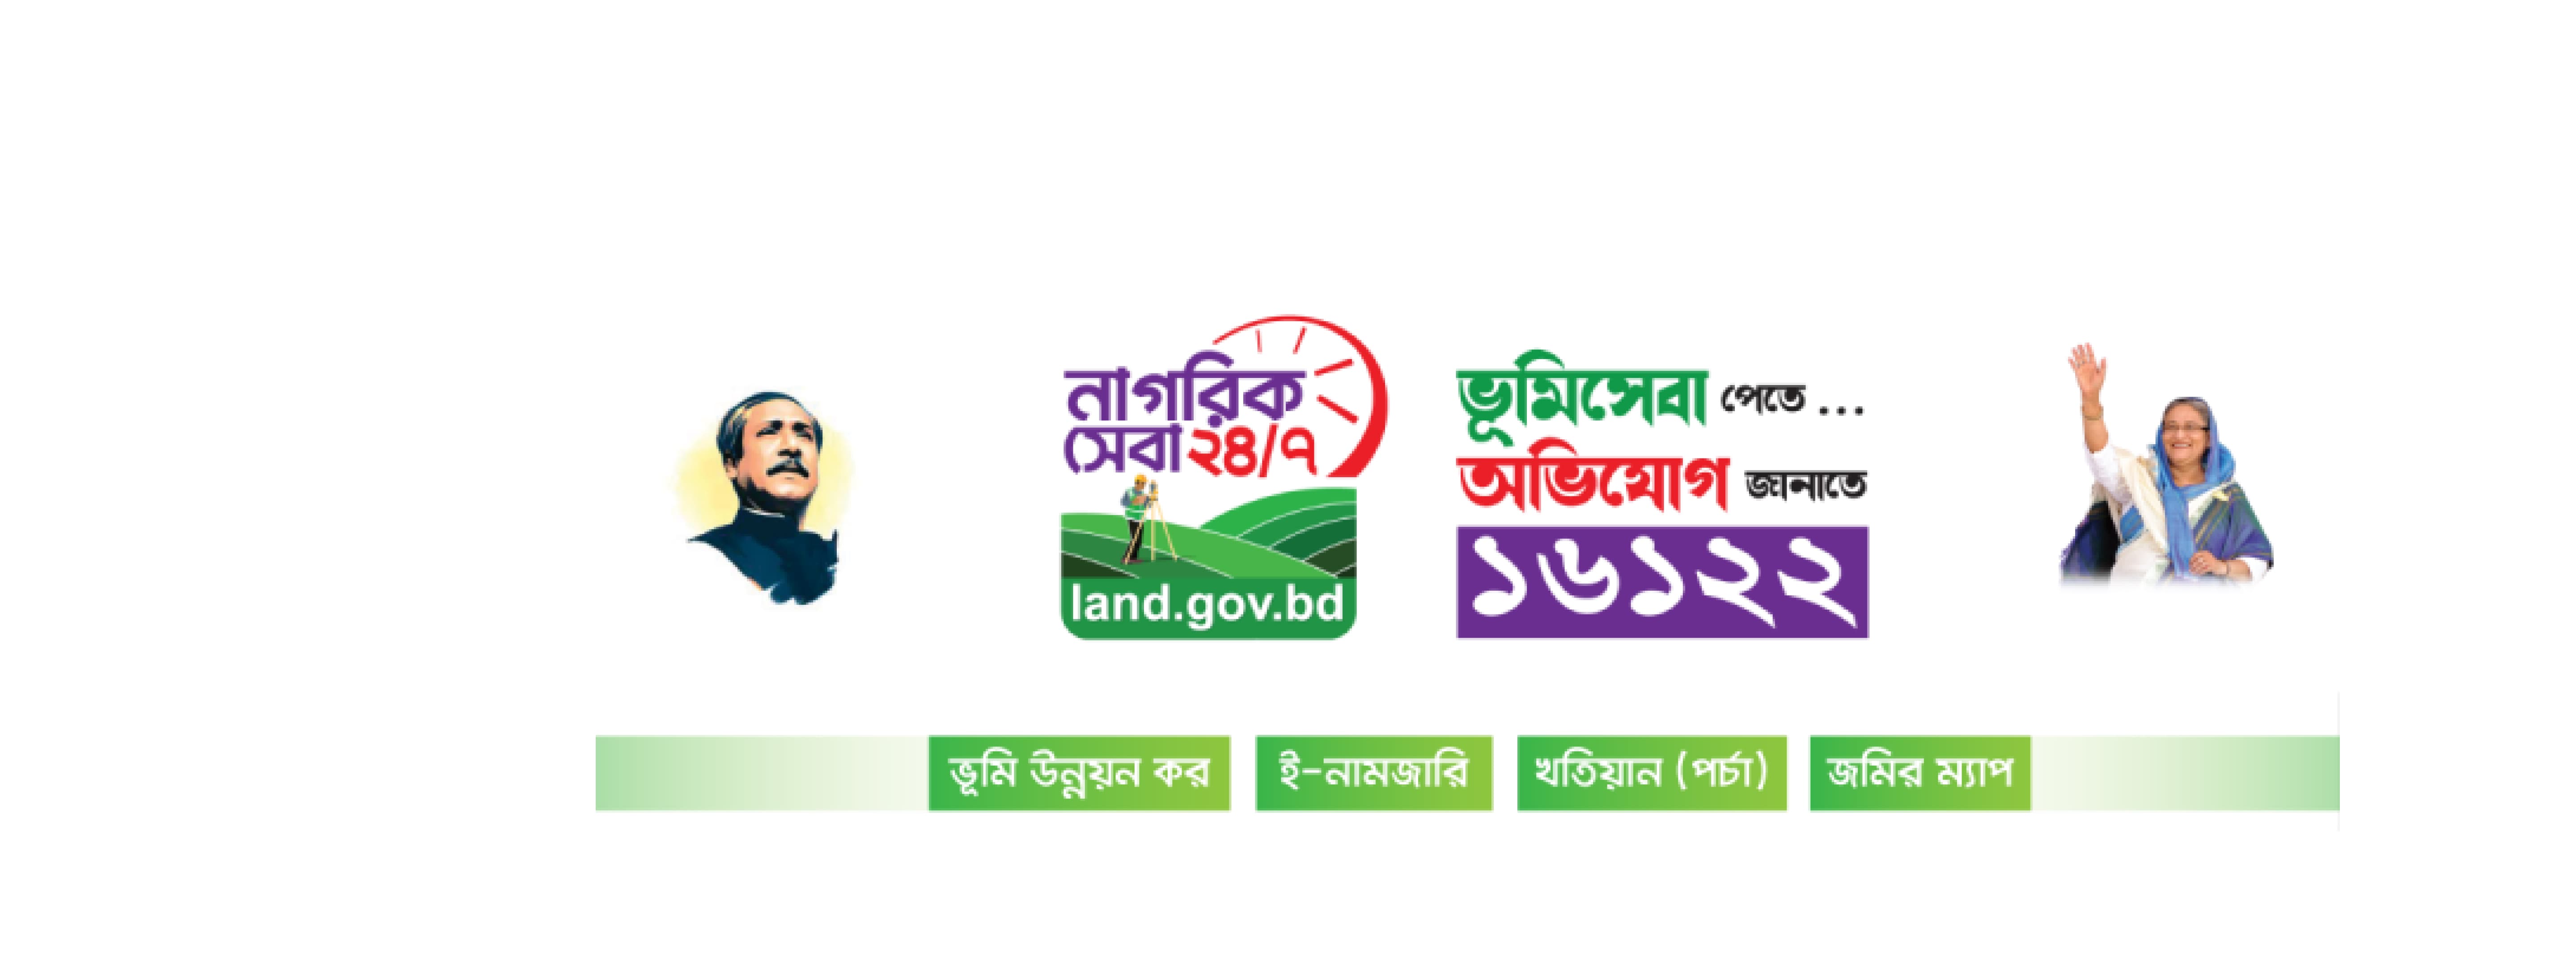 নাগরিক
সেবা ২৪/৭
land.gov.bd
ভূমিসেবা পেতে ...
অভিযোগ জানাতে
১৬১২২
ভূমি উন্নয়ন কর
ই-নামজারি
খতিয়ান (পর্চা)
জমির ম্যাপ